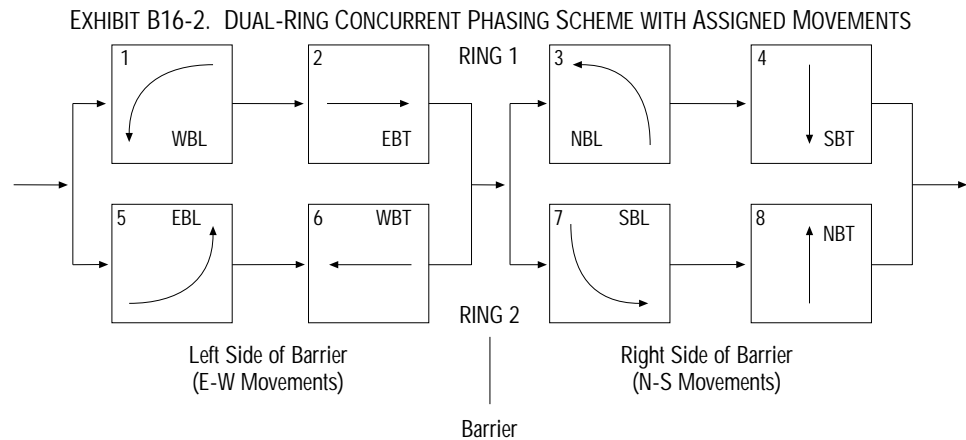 EXHIBIT B16-2. DUAL-RING CONCURRENT PHASING SCHEME WITH ASSIGNED MOVEMENTS
RING 1
1
WBL
2
EBT
3
NBL
4
SBT
5
EBL
6
WBT
7
SBL
8
NBT
RING 2
Left Side of Barrier
(E-W Movements)
Right Side of Barrier
(N-S Movements)
Barrier